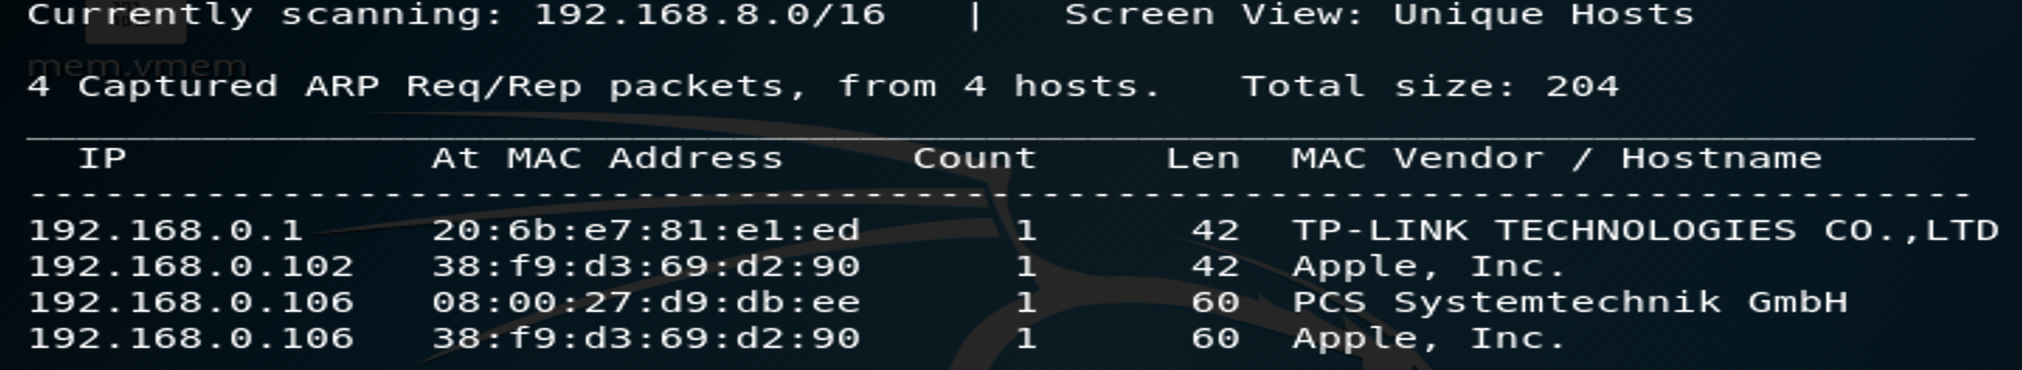 Currently scanning: 192.168.8.0/16   |   Screen View: Unique Hosts
mem.vmem
4 Captured ARP Req/Rep packets, from 4 hosts.   Total size: 204
_____________________________________________________________________________
  IP            At MAC Address     Count     Len  MAC Vendor / Hostname
-----------------------------------------------------------------------------
192.168.0.1     20:6b:e7:81:e1:ed      1      42  TP-LINK TECHNOLOGIES CO.,LTD
192.168.0.102   38:f9:d3:69:d2:90      1      42  Apple, Inc.
192.168.0.106   08:00:27:d9:db:ee      1      60  PCS Systemtechnik GmbH
192.168.0.106   38:f9:d3:69:d2:90      1      60  Apple, Inc.